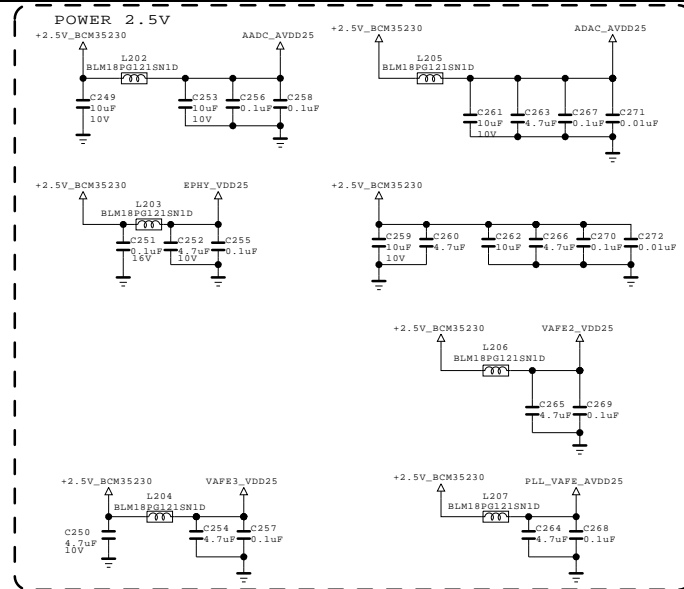 POWER 2.5V
+2.5V_BCM35230
L202
AADC_AVDD25
BLM18PG121SN1D
C249
10uF
10V
C253
10uF
10V
C256
0.1uF
C258
0.1uF
+2.5V_BCM35230
L205
ADAC_AVDD25
BLM18PG121SN1D
C261
10uF
10V
C263
4.7uF
C267
0.1uF
C271
0.01uF
+2.5V_BCM35230
EPHY_VDD25
L203
BLM18PG121SN1D
C251
0.1uF
16V
C252
4.7uF
10V
C255
0.1uF
+2.5V_BCM35230
C259
10uF
10V
C260
4.7uF
C262
10uF
C266
4.7uF
C270
0.1uF
C272
0.01uF
+2.5V_BCM35230
VAFE2_VDD25
L206
BLM18PG121SN1D
C265
4.7uF
C269
0.1uF
+2.5V_BCM35230
VAFE3_VDD25
L204
BLM18PG121SN1D
C250
4.7uF
10V
C254
4.7uF
C257
0.1uF
+2.5V_BCM35230
PLL_VAFE_AVDD25
L207
BLM18PG121SN1D
C264
4.7uF
C268
0.1uF